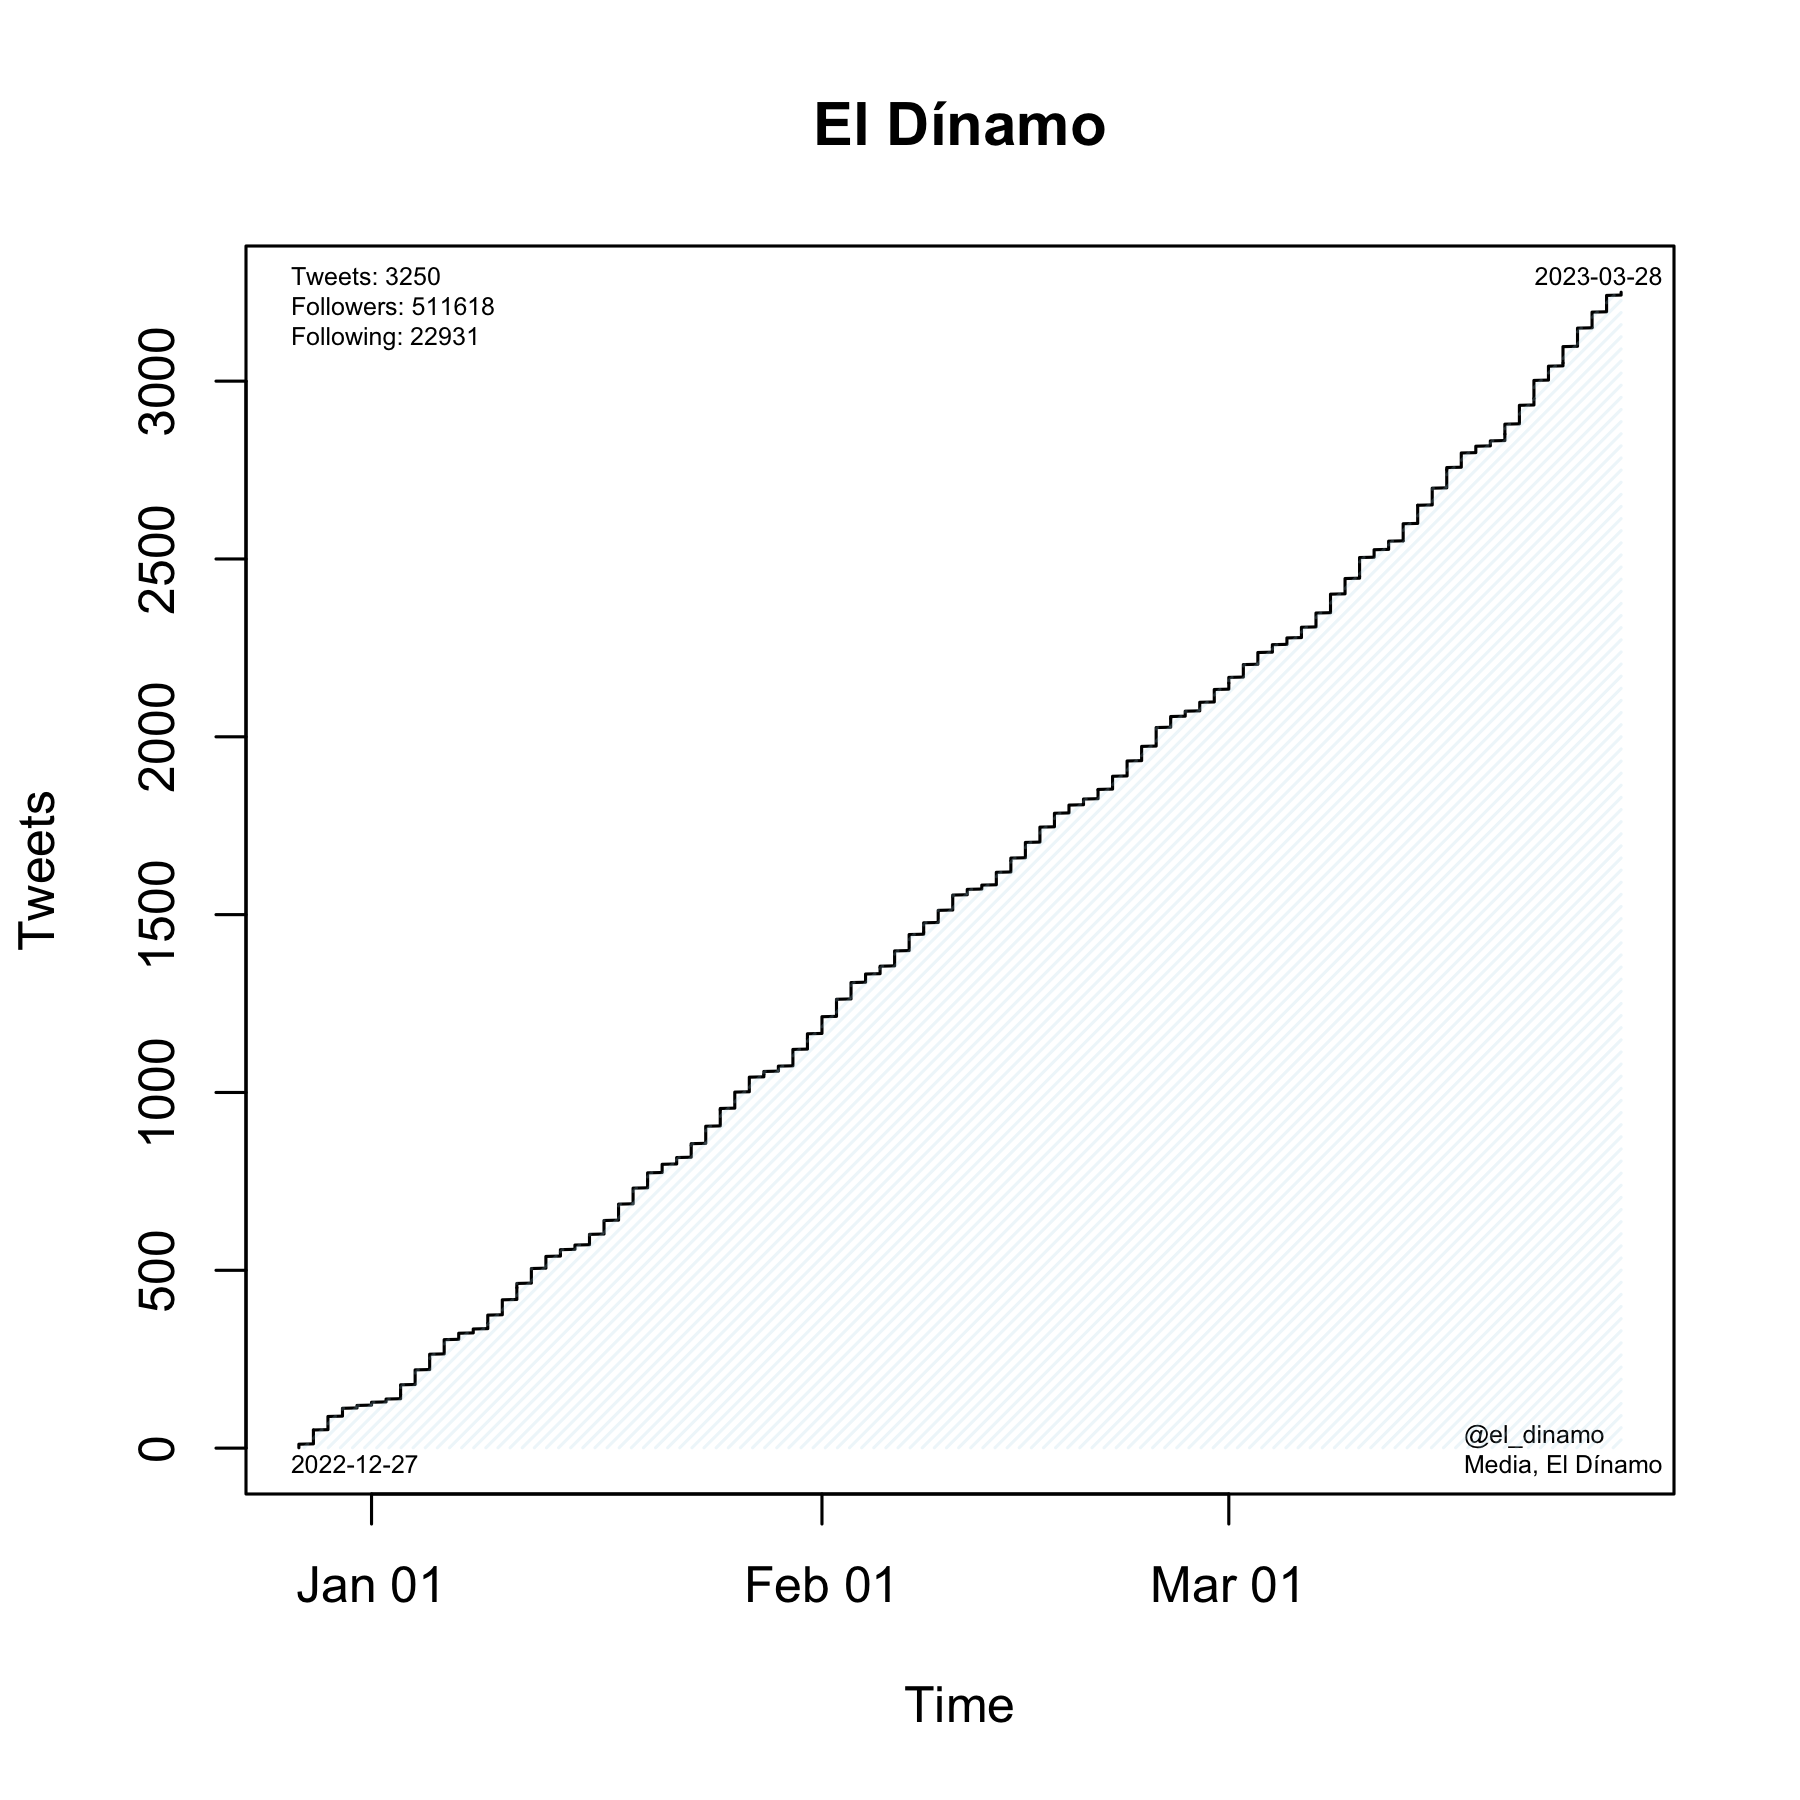 El Dínamo
Tweets: 3250
Followers: 511618
Following: 22931
2023-03-28
3000
2500
2000
1500
1000
500
0
Tweets
2022-12-27
@el_dinamo
Media, El Dínamo
Jan 01
Feb 01
Mar 01
Time